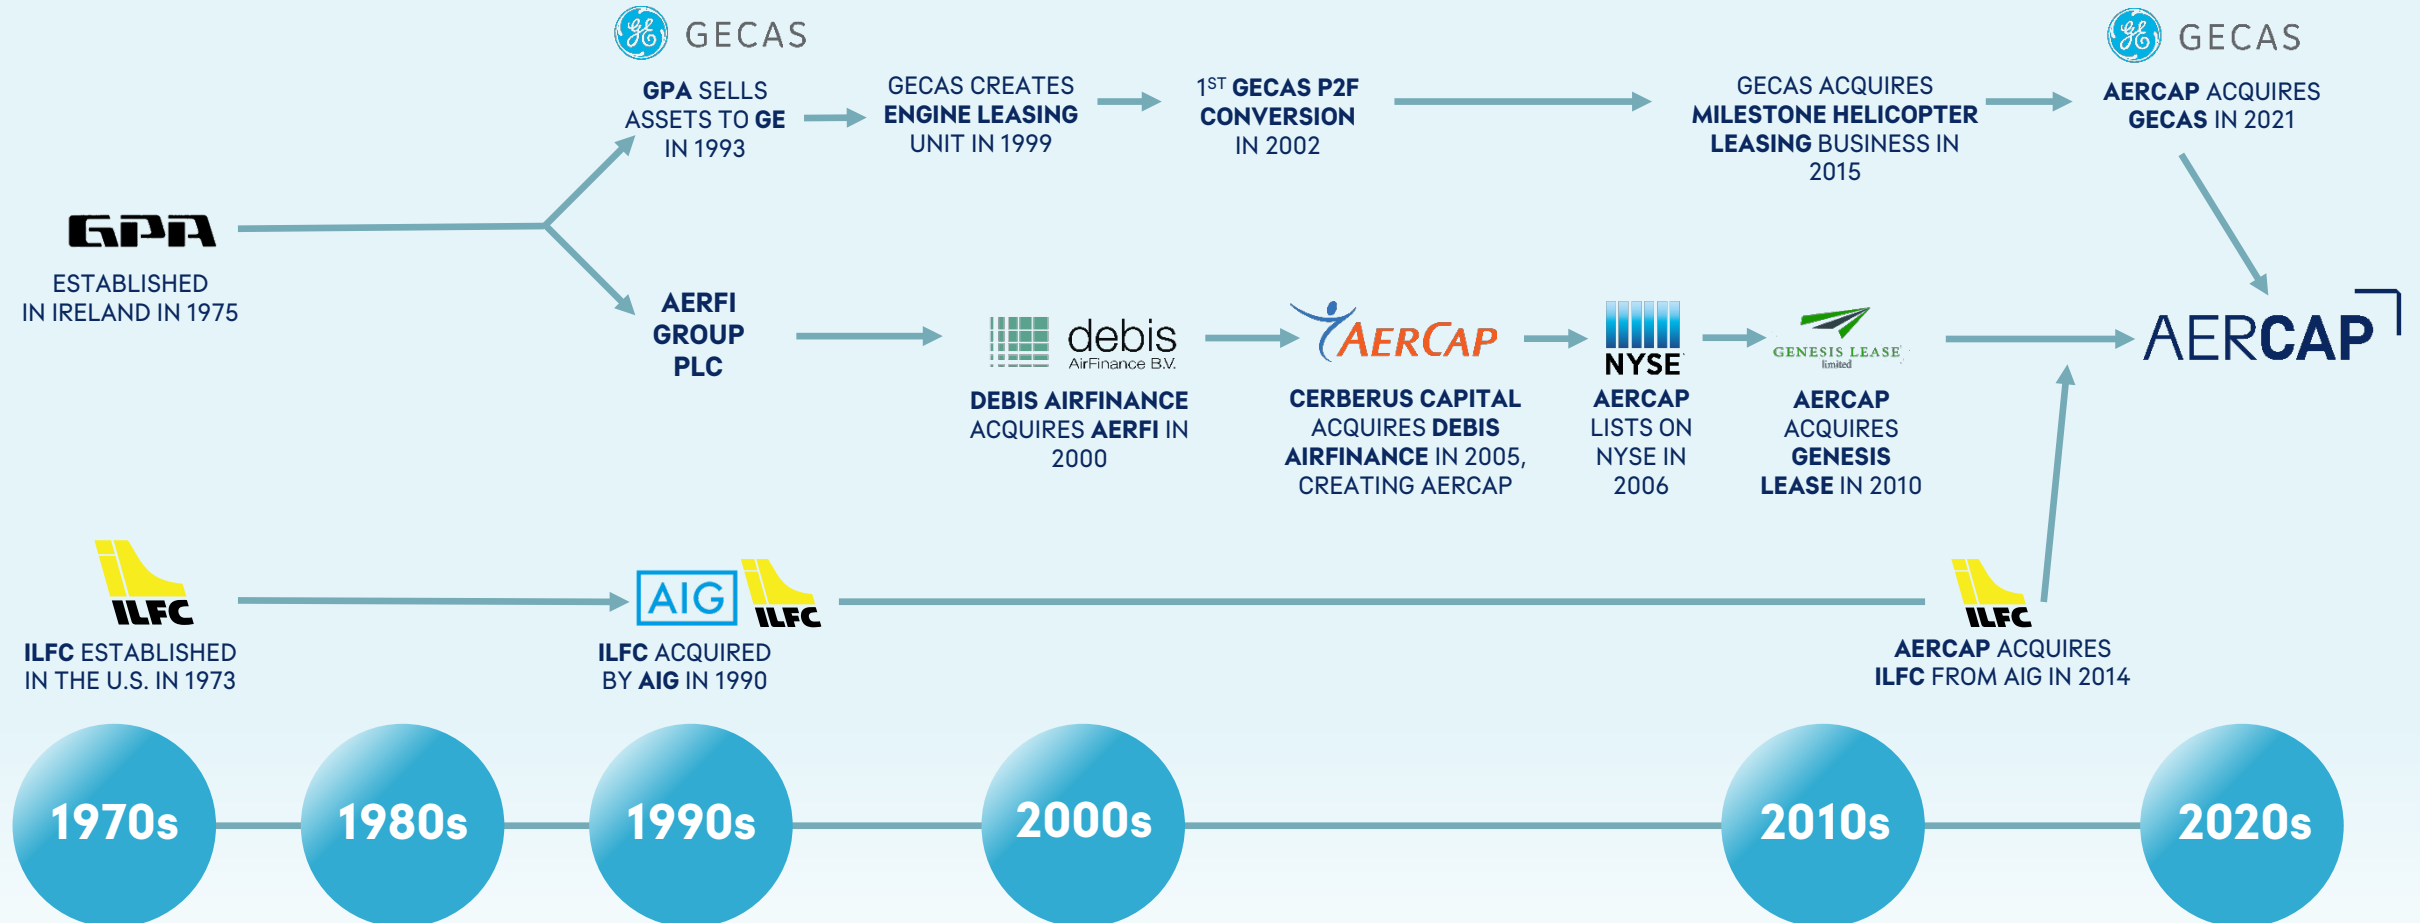 GECAS
GPA SELLS
ASSETS TO GE
IN 1993
GECAS CREATES
ENGINE LEASING
UNIT IN 1999
1ST GECAS P2F
CONVERSION
IN 2002
GECAS ACQUIRES
MILESTONE HELICOPTER
LEASING BUSINESS IN
2015
GECAS
AERCAP ACQUIRES
GECAS IN 2021
GPA
ESTABLISHED
IN IRELAND IN 1975
AERFI
GROUP
PLC
debis
AirFinance B.V.
DEBIS AIRFINANCE
ACQUIRES AERFI IN
2000
AERCAP
CERBERUS CAPITAL
ACQUIRES DEBIS
AIRFINANCE IN 2005,
CREATING AERCAP
NYSE
AERCAP
LISTS ON
NYSE IN
2006
GENESIS LEASE
limited
AERCAP
ACQUIRES
GENESIS
LEASE IN 2010
AERCAP
ILFC
ILFC ESTABLISHED
IN THE U.S. IN 1973
AIG
ILFC
ILFC ACQUIRED
BY AIG IN 1990
ILFC
AERCAP ACQUIRES
ILFC FROM AIG IN 2014
1970s
1980s
1990s
2000s
2010s
2020s